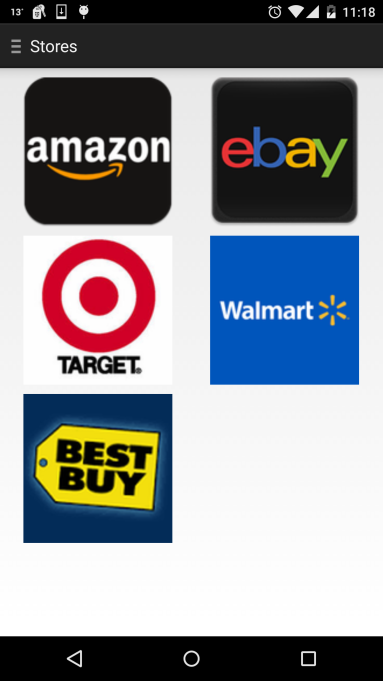 13°
11:18
Stores
amazon
ebay
TARGET.
Walmart
BEST
BUY